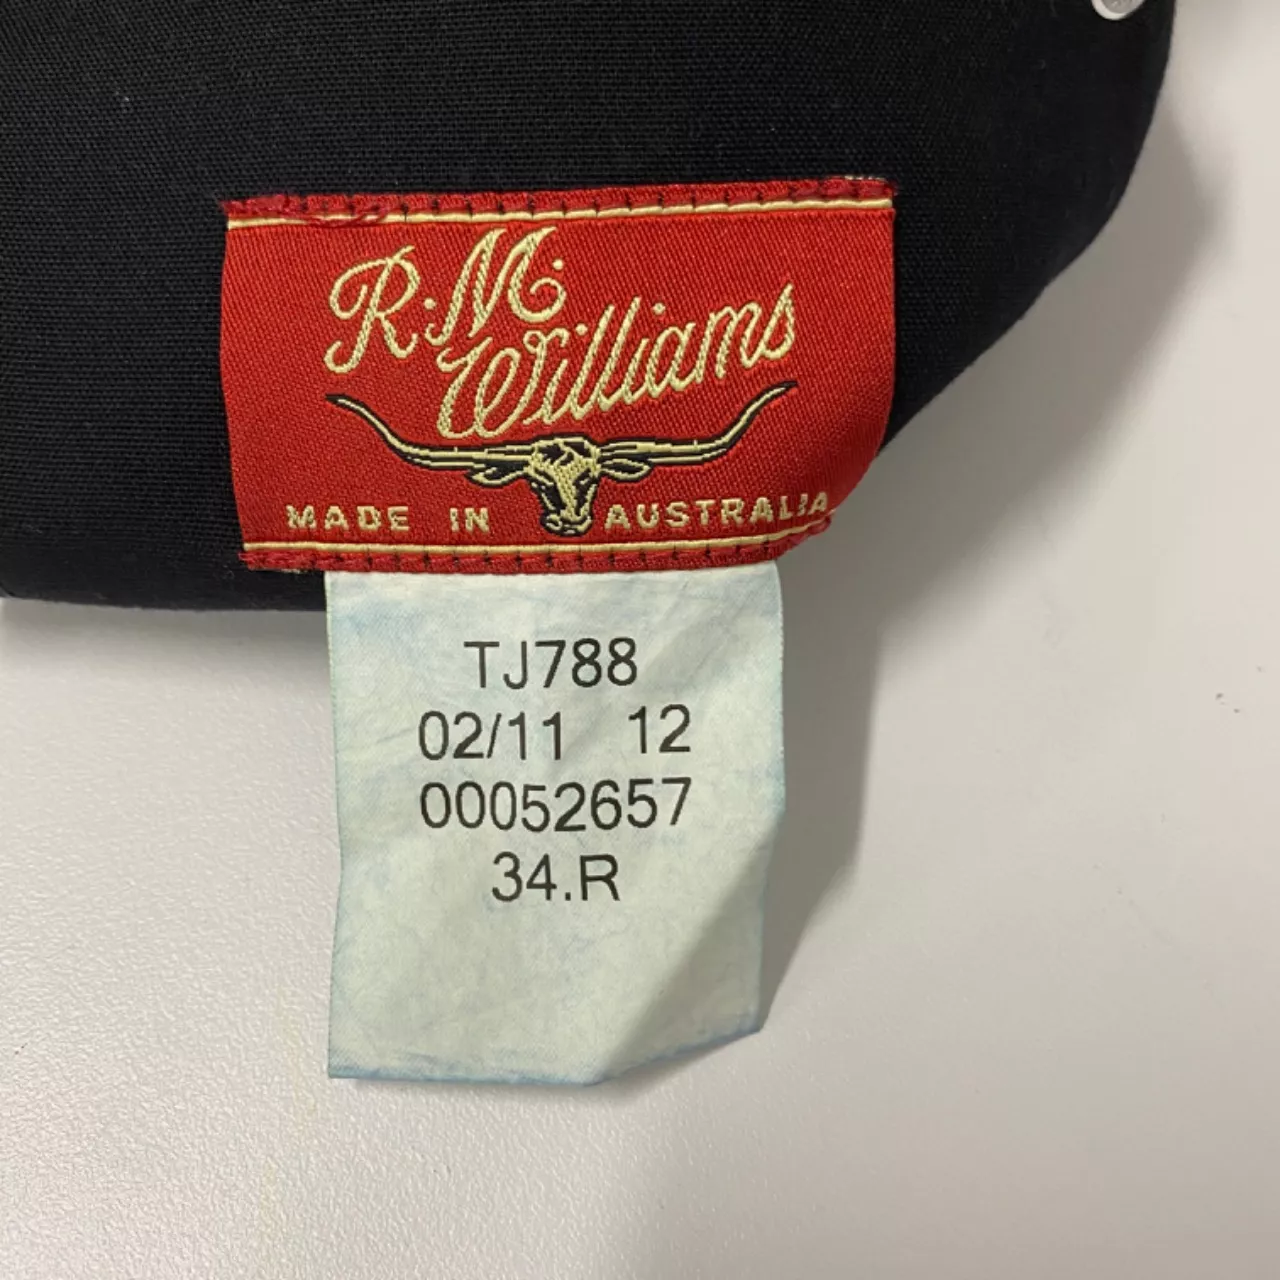 R.M.
Williams
MADE IN AUSTRALIA
TJ788
02/11 12
00052657
34.R